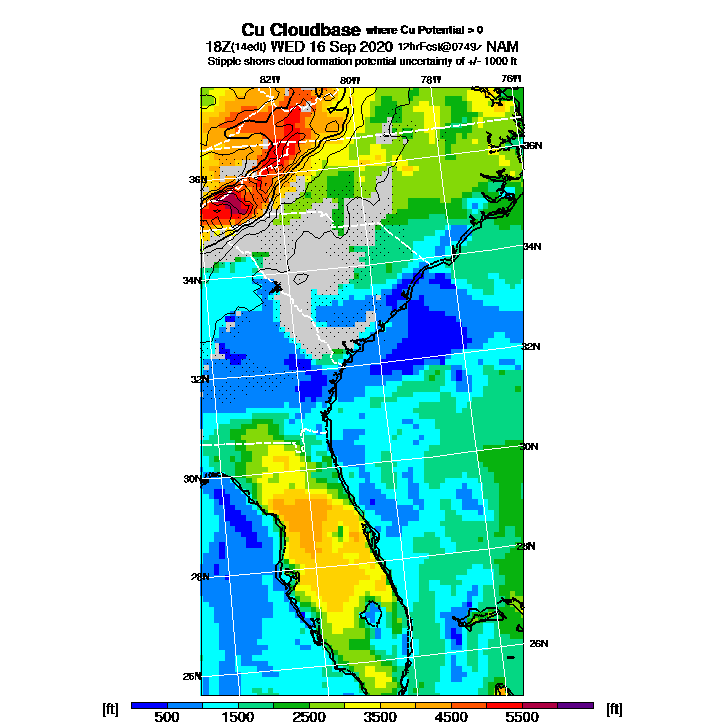 Cu Cloudbase where Cu Potential > 0
18Z(14edt) WED 16 Sep 2020 12hrFcst@0749z NAM
Stipple shows cloud formation potential uncertainty of +/- 1000 ft
82W 80W 78W 76W
36N 36N
34N 34N
32N 32N
30N 30N
28N 28N
26N 26N
[ft] 500 1500 2500 3500 4500 5500 [ft]